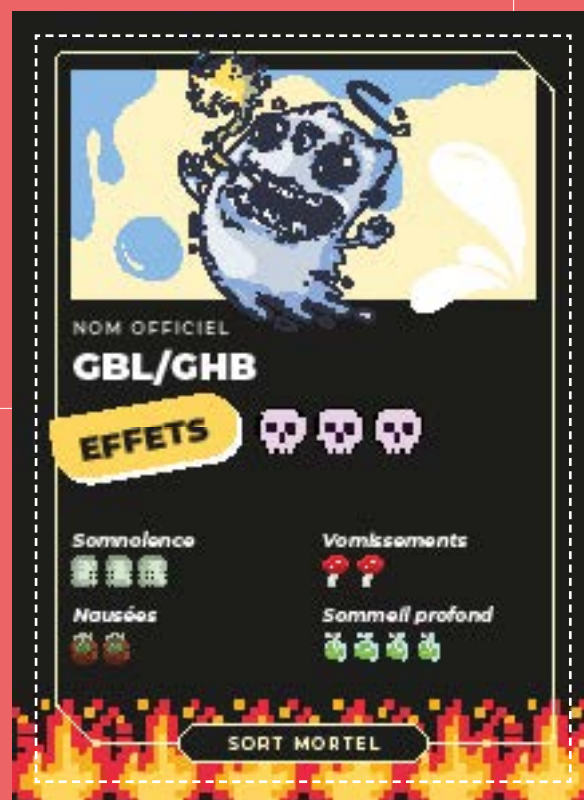 NOM OFFICIEL
GBL/GHB
EFFETS
Somnolence
Vomissements
Nausées
Sommeil profond
SORT MORTEL